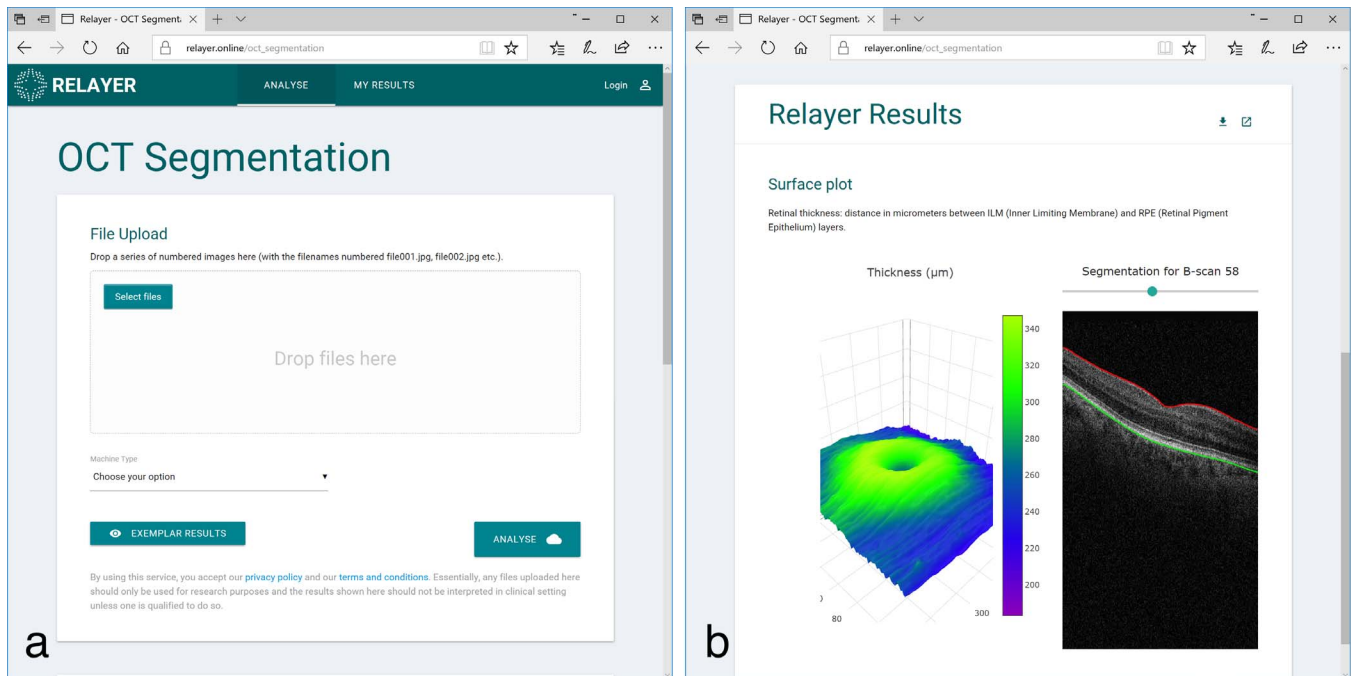 Relayer - OCT Segment.
relayer.online/oct_segmentation
RELAYER
ANALYSE
MY RESULTS
Login
OCT Segmentation
File Upload
Drop a series of numbered images here (with the filenames numbered file001.jpg, file002.jpg etc.).
Select files
Drop files here
Machine Type
Choose your option
EXEMPLAR RESULTS
ANALYSE
By using this service, you accept our privacy policy and our terms and conditions. Essentially, any files uploaded here
should only be used for research purposes and the results shown here should not be interpreted in clinical setting
unless one is qualified to do so.
a
Relayer - OCT Segment.
relayer.online/oct_segmentation
Relayer Results
Surface plot
Retinal thickness: distance in micrometers between ILM (Inner Limiting Membrane) and RPE (Retinal Pigment
Epithelium) layers.
Thickness (μm)
Segmentation for B-scan 58
340
320
300
280
260
240
220
200
80
300
b